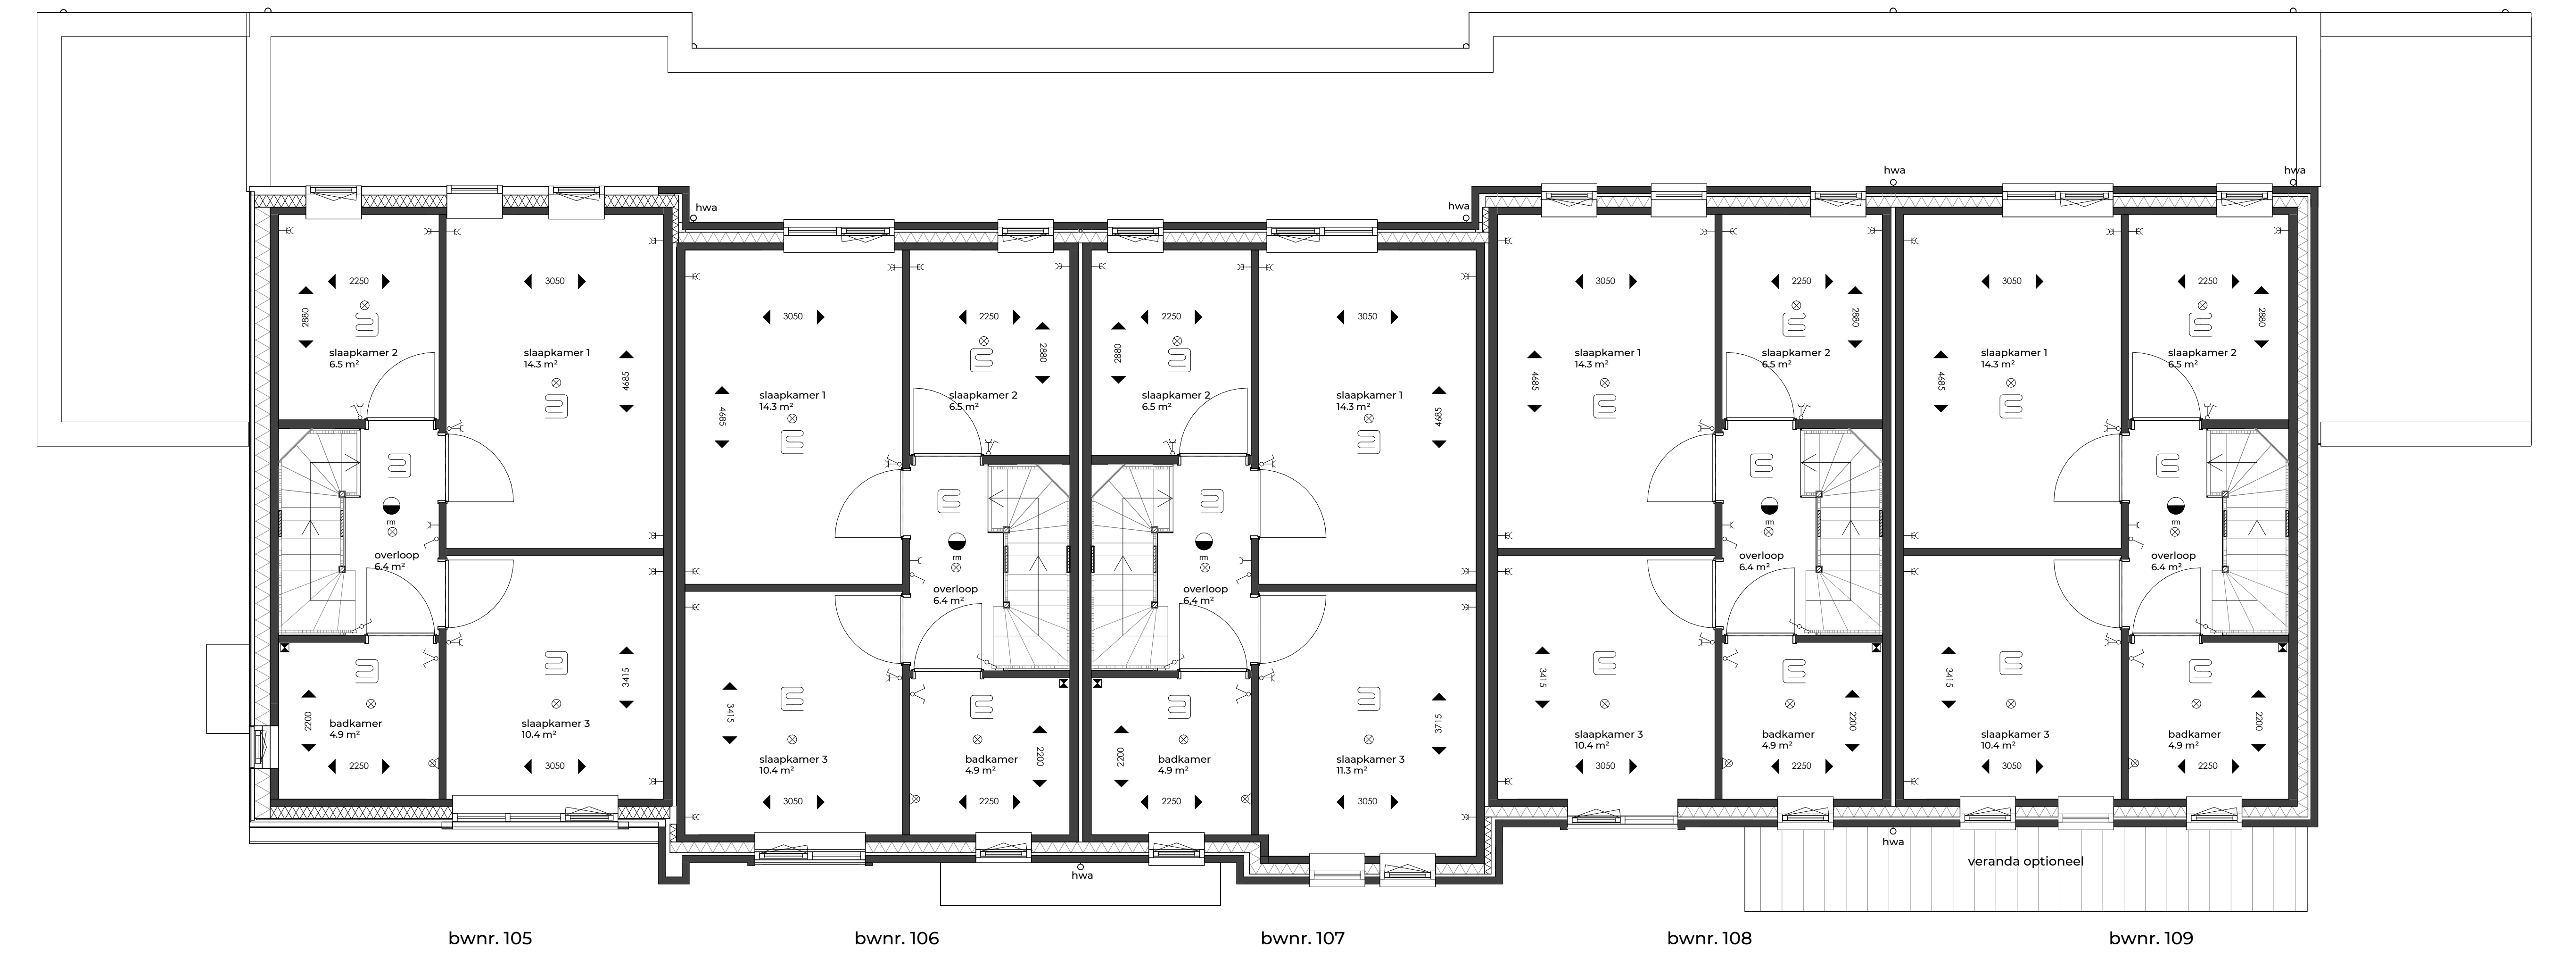 hwa
hwa
hwa
hwa
2250
2880
slaapkamer 2
6.5 m²
3050
slaapkamer 1
14.3 m²
4685
rm
overloop
6.4 m²
2200
badkamer
4.9 m²
2250
3415
slaapkamer 3
10.4 m²
3050
3050
slaapkamer 1
14.3 m²
4685
2250
2880
slaapkamer 2
6.5 m²
rm
overloop
6.4 m²
3415
slaapkamer 3
10.4 m²
3050
badkamer
4.9 m²
2200
2250
2250
2880
slaapkamer 2
6.5 m²
3050
slaapkamer 1
14.3 m²
4685
rm
overloop
6.4 m²
2200
badkamer
4.9 m²
2250
3715
slaapkamer 3
11.3 m²
3050
3050
slaapkamer 1
14.3 m²
4685
2250
2880
slaapkamer 2
6.5 m²
rm
overloop
6.4 m²
3415
slaapkamer 3
10.4 m²
3050
badkamer
4.9 m²
2200
2250
3050
slaapkamer 1
14.3 m²
4685
2250
2880
slaapkamer 2
6.5 m²
rm
overloop
6.4 m²
3415
slaapkamer 3
10.4 m²
3050
badkamer
4.9 m²
2200
2250
hwa
hwa
veranda optioneel
bwnr. 105
bwnr. 106
bwnr. 107
bwnr. 108
bwnr. 109